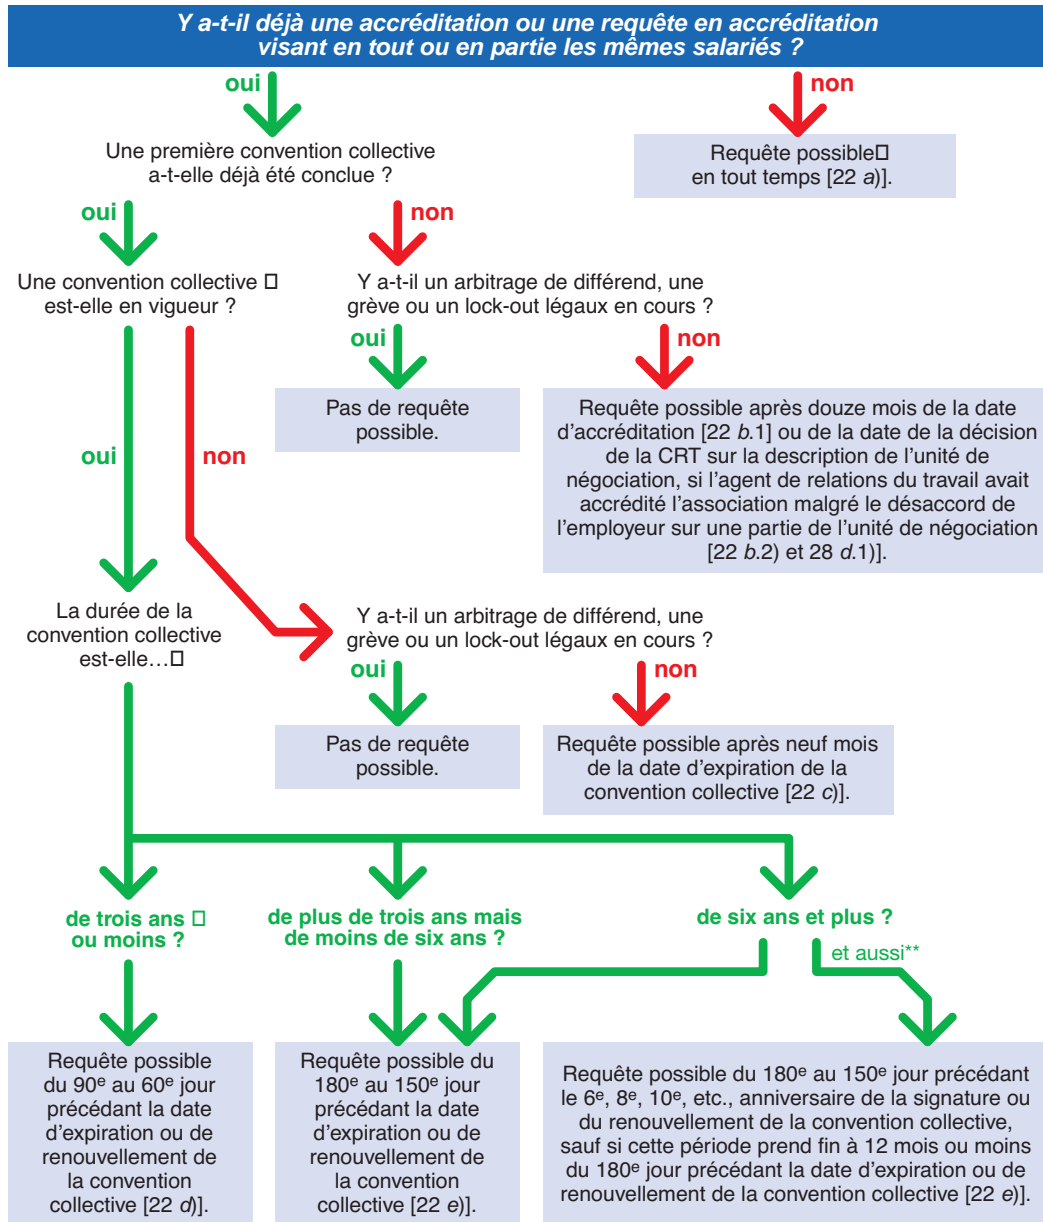 Y a-t-il déjà une accréditation ou une requête en accréditation
visant en tout ou en partie les mêmes salariés ?
oui
non
Une première convention collective
a-t-elle déjà été conclue ?
Requête possible□
en tout temps [22 a)].
oui
non
Une convention collective □
est-elle en vigueur ?
Y a-t-il un arbitrage de différend, une
grève ou un lock-out légaux en cours ?
oui
non
Pas de requête
possible.
Requête possible après douze mois de la date
d'accréditation [22 b.1] ou de la date de la décision
de la CRT sur la description de l'unité de
négociation, si l'agent de relations du travail avait
accrédité l'association malgré le désaccord de
l'employeur sur une partie de l'unité de négociation
[22 b.2) et 28 d.1)].
oui
non
La durée de la
convention collective
est-elle…□
Y a-t-il un arbitrage de différend, une
grève ou un lock-out légaux en cours ?
oui
non
Pas de requête
possible.
Requête possible après neuf mois
de la date d'expiration de la
convention collective [22 c)].
de trois ans □
ou moins ?
de plus de trois ans mais
de moins de six ans ?
de six ans et plus ?
et aussi**
Requête possible
du 90e au 60e jour
précédant la date
d'expiration ou de
renouvellement de
la convention
collective [22 d)].
Requête possible du
180e au 150e jour
précédant la date
d'expiration ou de
renouvellement de
la convention
collective [22 e)].
Requête possible du 180e au 150e jour précédant
le 6e, 8e, 10e, etc., anniversaire de la signature ou
du renouvellement de la convention collective,
sauf si cette période prend fin à 12 mois ou moins
du 180e jour précédant la date d'expiration ou de
renouvellement de la convention collective [22 e)].